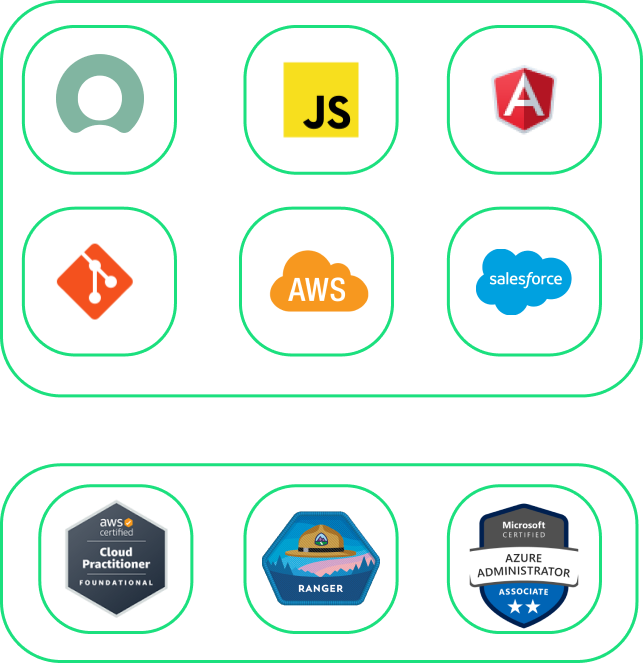 JS
A
AWS
salesforce
aws
certified
Cloud
Practitioner
FOUNDATIONAL
RANGER
Microsoft
CERTIFIED
AZURE
ADMINISTRATOR
ASSOCIATE